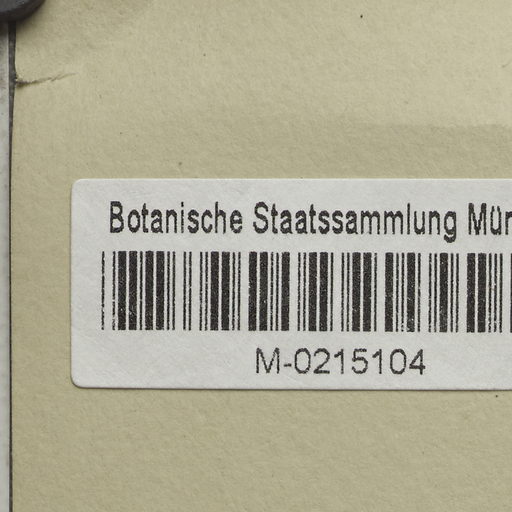 Botanische Staatssammlung Mün
M-0215104